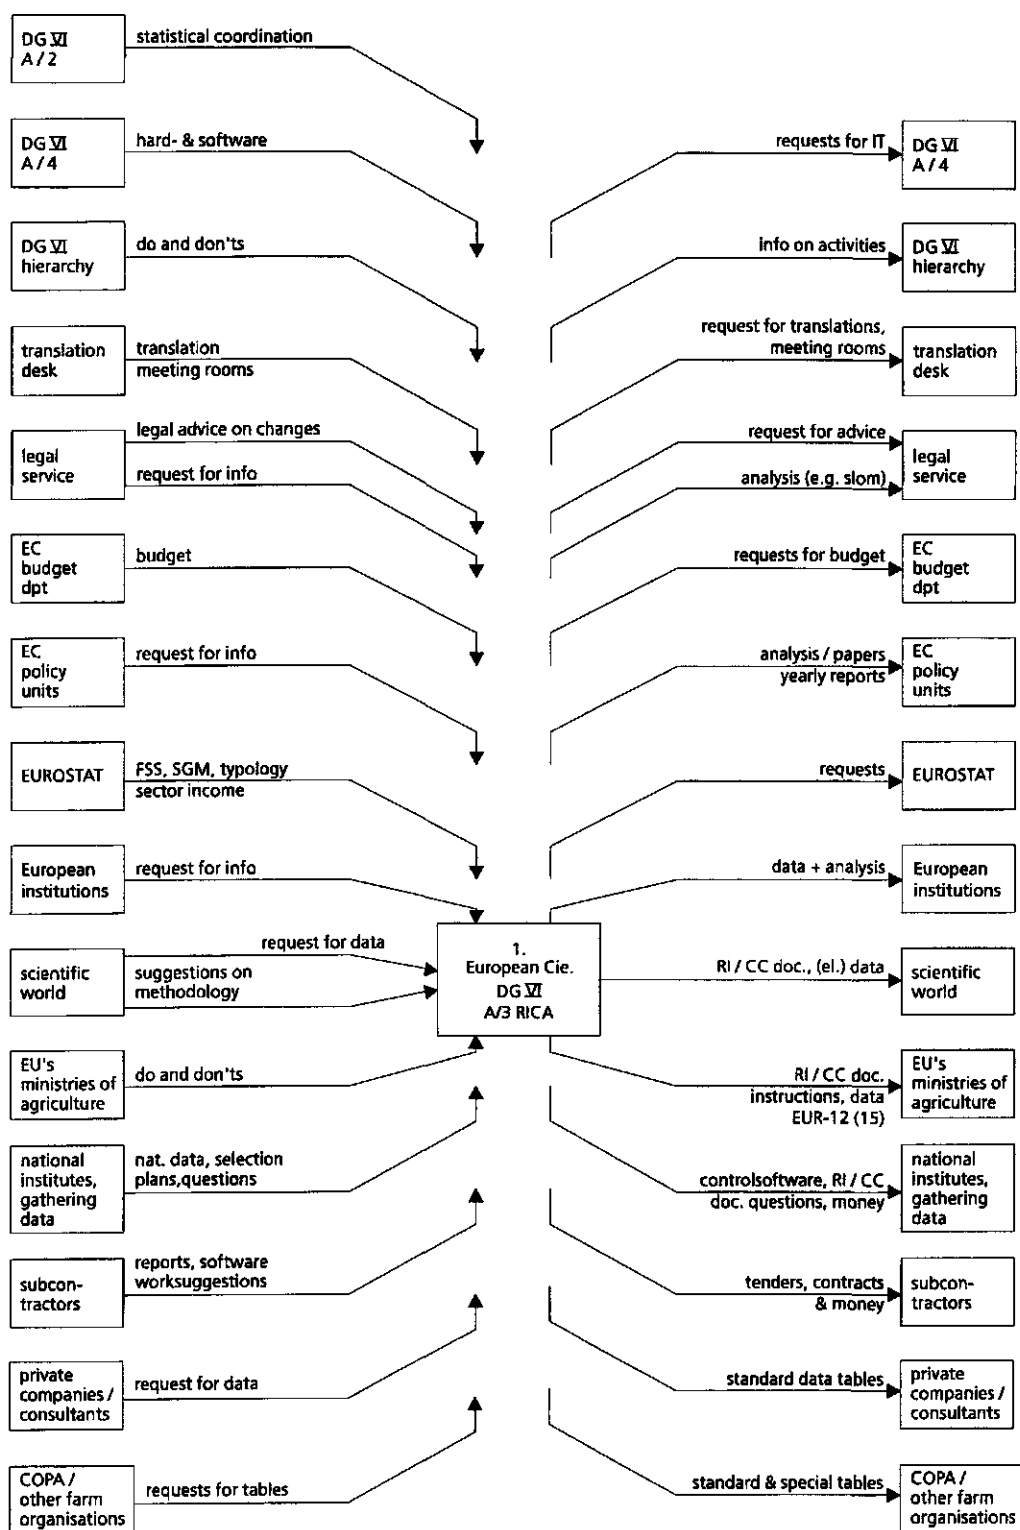 DG VI
A / 2
statistical coordination
DG VI
A / 4
hard- & software
requests for IT
DG VI
A / 4
DG VI
hierarchy
do and don'ts
info on activities
DG VI
hierarchy
translation
desk
translation
meeting rooms
request for translations,
meeting rooms
translation
desk
legal
service
legal advice on changes
request for info
request for advice
analysis (e.g. slom)
legal
service
EC
budget
dpt
budget
requests for budget
EC
budget
dpt
EC
policy
units
request for info
analysis / papers
yearly reports
EC
policy
units
EUROSTAT
FSS, SGM, typology
sector income
requests
EUROSTAT
European
institutions
request for info
data + analysis
European
institutions
scientific
world
request for data
suggestions on
methodology
1.
European Cie.
DG VI
A/3 RICA
RI / CC doc., (el.) data
scientific
world
EU's
ministries of
agriculture
do and don'ts
RI / CC doc.
instructions, data
EUR-12 (15)
EU's
ministries of
agriculture
national
institutes,
gathering
data
nat. data, selection
plans,questions
controlsoftware, RI / CC
doc. questions, money
national
institutes,
gathering
data
subcon-
tractors
reports, software
worksuggestions
tenders, contracts
& money
subcon-
tractors
private
companies /
consultants
request for data
standard data tables
private
companies /
consultants
COPA /
other farm
organisations
requests for tables
standard & special tables
COPA /
other farm
organisations